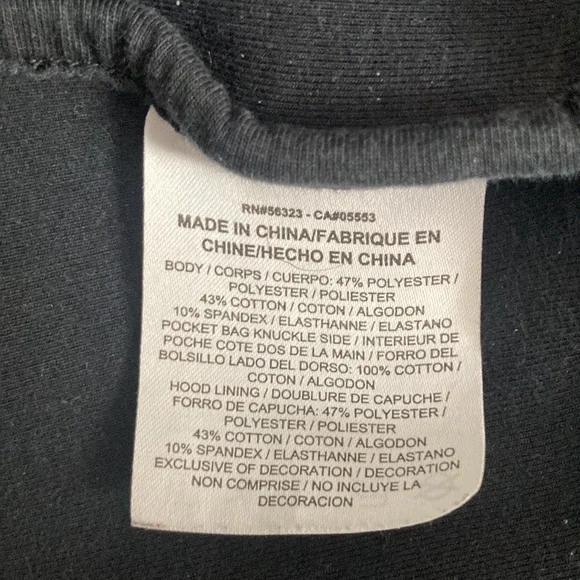 RN#56323 - CA#05553
MADE IN CHINA/FABRIQUE EN
CHINE/HECHO EN CHINA
BODY / CORPS / CUERPO: 47% POLYESTER /
POLYESTER / POLIESTER
43% COTTON / COTON / ALGODON
10% SPANDEX / ELASTHANNE / ELASTANO
POCKET BAG KNUCKLE SIDE / INTERIEUR DE
POCHE COTE DOS DE LA MAIN / FORRO DEL
BOLSILLO LADO DEL DORSO: 100% COTTON /
COTON / ALGODON
HOOD LINING / DOUBLURE DE CAPUCHE /
FORRO DE CAPUCHA: 47% POLYESTER /
POLYESTER / POLIESTER
43% COTTON / COTON / ALGODON
10% SPANDEX / ELASTHANNE / ELASTANO
EXCLUSIVE OF DECORATION / DECORATION
NON COMPRISE / NO INCLUYE LA
DECORACION